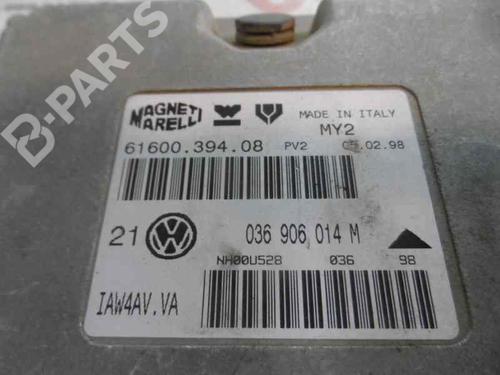 B-PARTS
MAGNETI MARELLI
MADE IN ITALY
MY2
61600.394.08 PV2 05.02.98
21 036 906 014 M
NH00U528 036 98
IAW4AV.VA